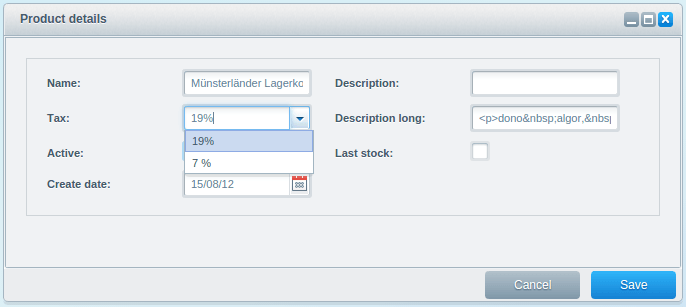 Product details
Name: Münsterländer Lagerko Description:
Tax: 19% Description long: <p>dono&nbsp;algor,&nbsp
19%
Active: Last stock:
7 %
Create date: 15/08/12
Cancel Save